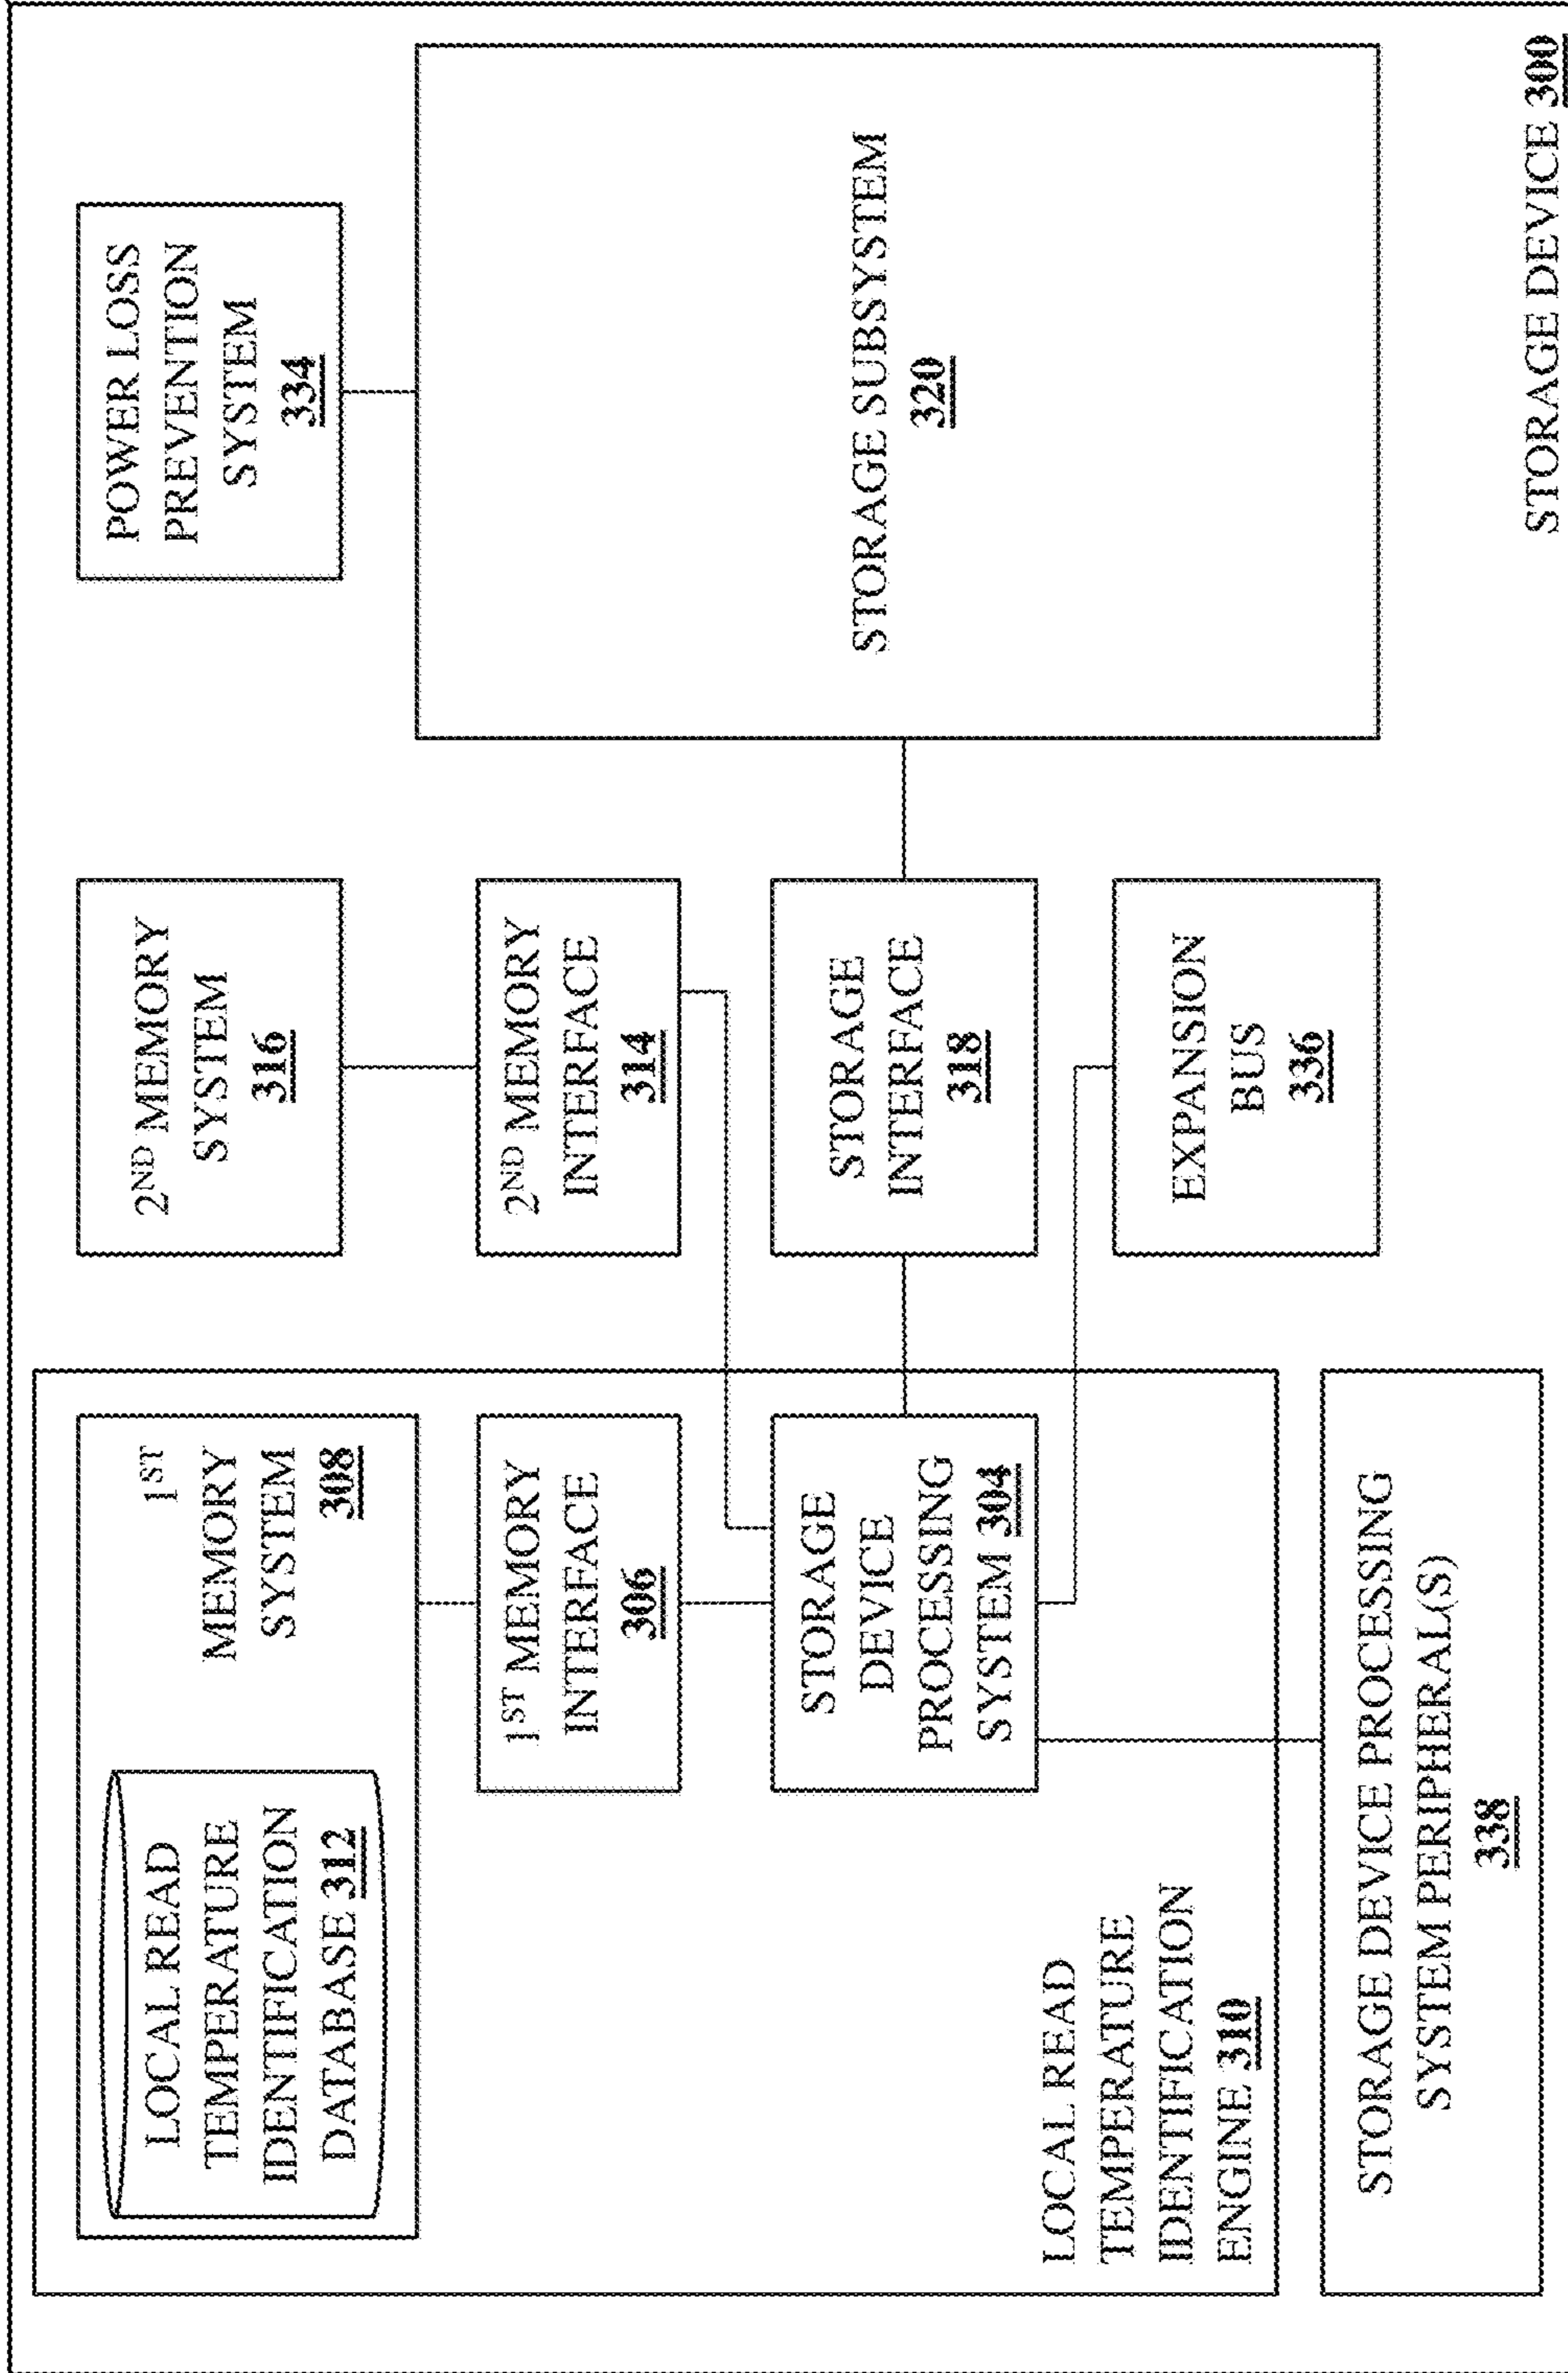 LOCAL READ
TEMPERATURE
IDENTIFICATION
DATABASE 312
1ST
MEMORY
SYSTEM
308
2ND MEMORY
SYSTEM
316
POWER LOSS
PREVENTION
SYSTEM
334
1ST MEMORY
INTERFACE
306
2ND MEMORY
INTERFACE
314
STORAGE
DEVICE
PROCESSING
SYSTEM 304
STORAGE
INTERFACE
318
STORAGE SUBSYSTEM
320
LOCAL READ
TEMPERATURE
IDENTIFICATION
ENGINE 310
EXPANSION
BUS
336
STORAGE DEVICE PROCESSING
SYSTEM PERIPHERAL(S)
338
STORAGE DEVICE 300